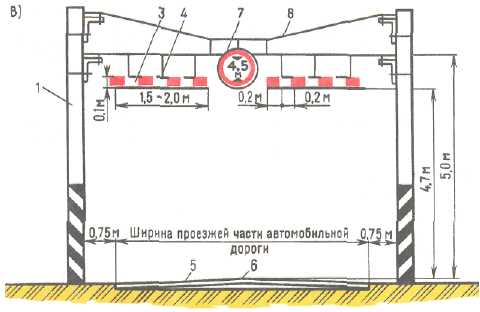 в)
7
8
3
4
1
4,5
м
1,5-2,0 м
0,2 м
0,2 м
0,1м
4,7 м
5,0 м
0,75 м
Ширина проезжей части автомобильной
дороги
0,75 м
5
6